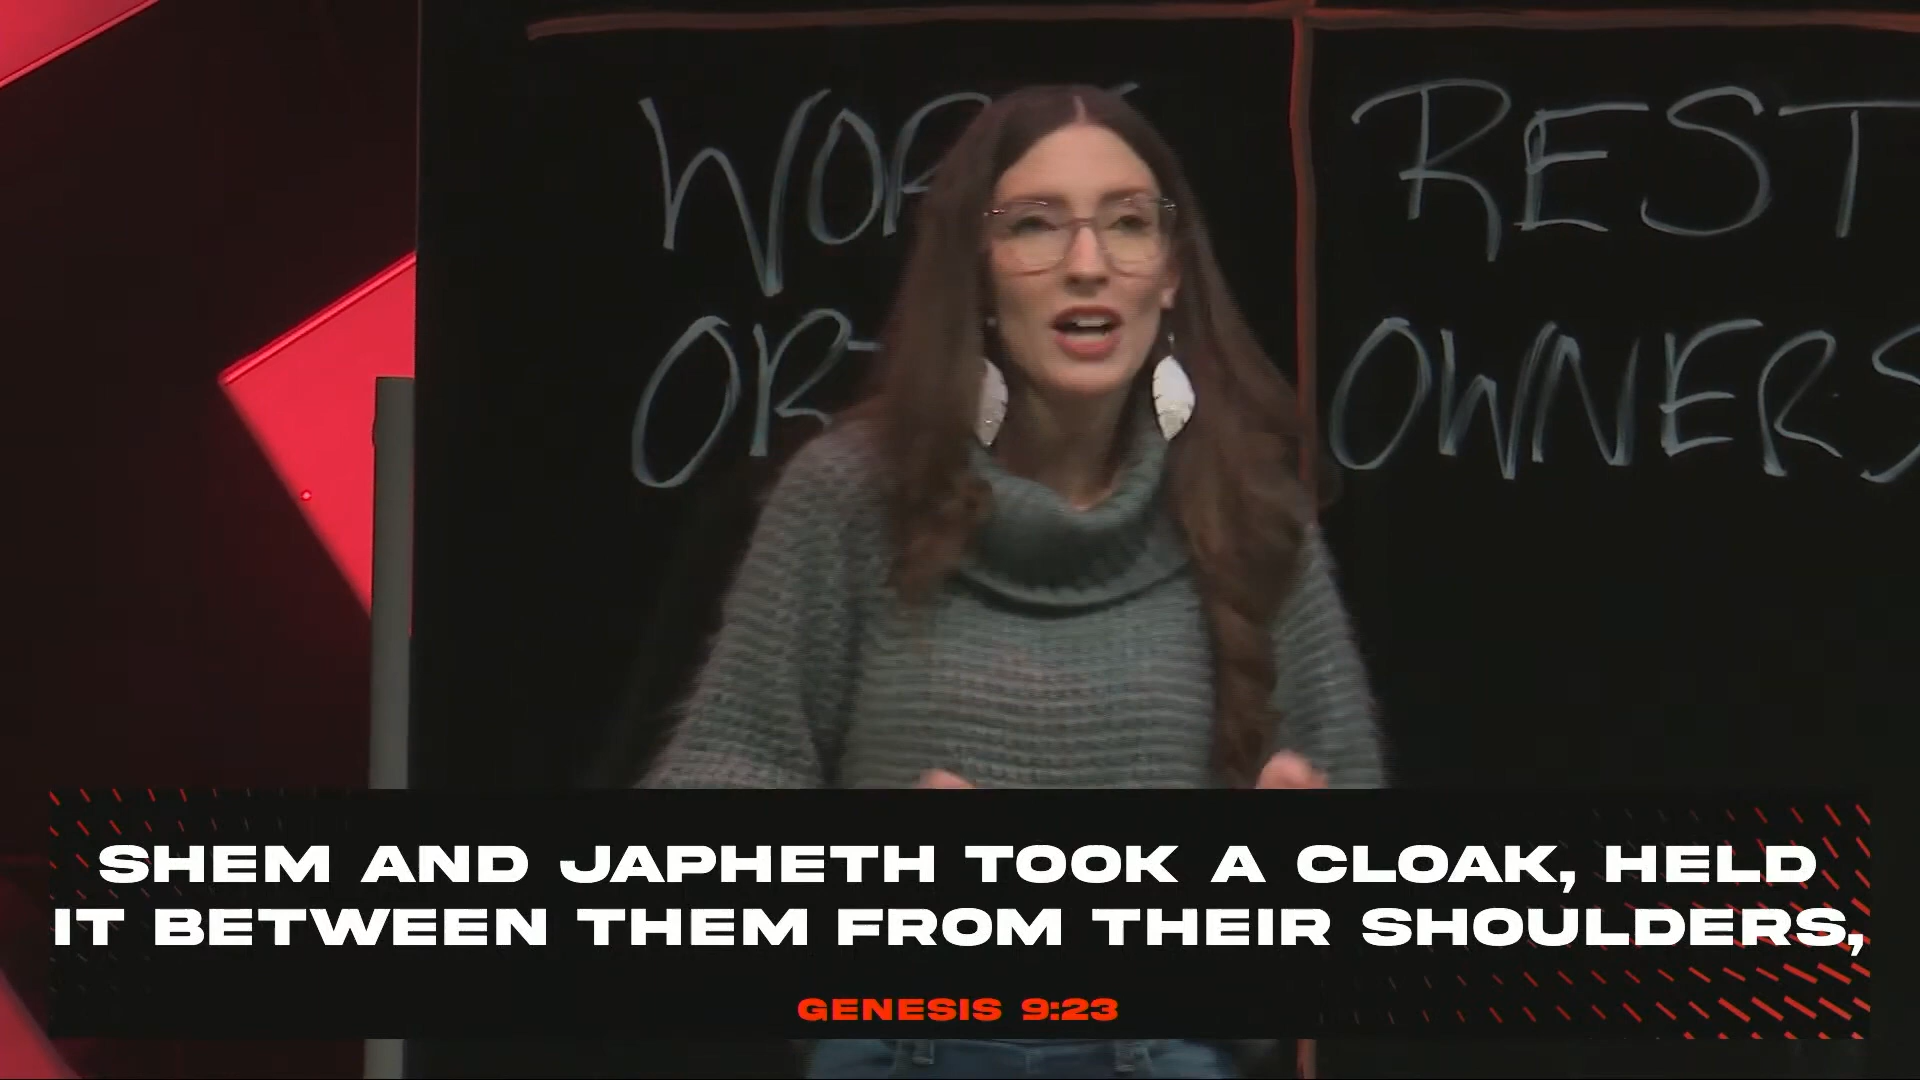 REST
OWNERS
SHEM AND JAPHETH TOOK A CLOAK, HELD
IT BETWEEN THEM FROM THEIR SHOULDERS,
GENESIS 9:23